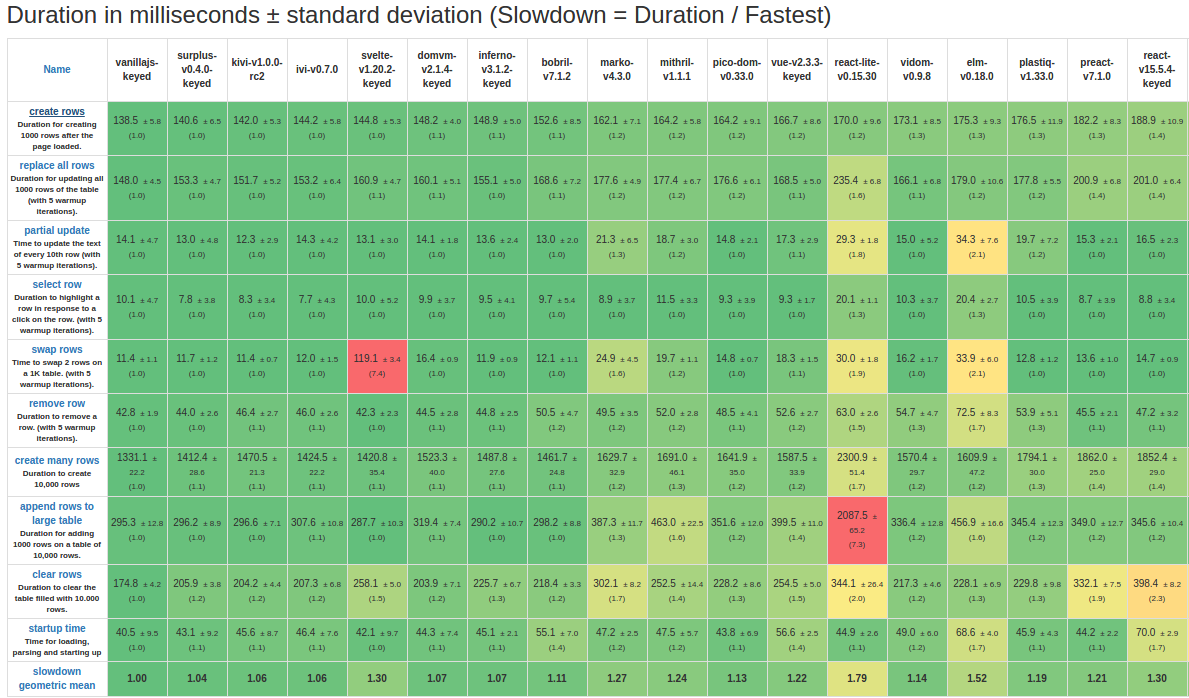 Duration in milliseconds ± standard deviation (Slowdown = Duration / Fastest)
Name vanillajs-keyed surplus-v0.4.0-keyed kivi-v1.0.0-rc2 ivi-v0.7.0 svelte-v1.20.2-keyed domvm-v2.1.4-keyed inferno-v3.1.2-keyed bobril-v7.1.2 marko-v4.3.0 mithril-v1.1.1 pico-dom-v0.33.0 vue-v2.3.3-keyed react-lite-v0.15.30 vidom-v0.9.8 elm-v0.18.0 plastiq-v1.33.0 preact-v7.1.0 react-v15.5.4-keyed
create rows
Duration for creating 1000 rows after the page loaded.
138.5 ± 5.8 (1.0) 140.6 ± 6.5 (1.0) 142.0 ± 5.3 (1.0) 144.2 ± 5.8 (1.0) 144.8 ± 5.3 (1.0) 148.2 ± 4.0 (1.1) 148.9 ± 5.0 (1.1) 152.6 ± 8.5 (1.1) 162.1 ± 7.1 (1.2) 164.2 ± 5.8 (1.2) 164.2 ± 9.1 (1.2) 166.7 ± 8.6 (1.2) 170.0 ± 9.6 (1.2) 173.1 ± 8.5 (1.3) 175.3 ± 9.3 (1.3) 176.5 ± 11.9 (1.3) 182.2 ± 8.3 (1.3) 188.9 ± 10.9 (1.4)
replace all rows
Duration for updating all 1000 rows of the table (with 5 warmup iterations).
148.0 ± 4.5 (1.0) 153.3 ± 4.7 (1.0) 151.7 ± 5.2 (1.0) 153.2 ± 6.4 (1.0) 160.9 ± 4.7 (1.1) 160.1 ± 5.1 (1.1) 155.1 ± 5.0 (1.0) 168.6 ± 7.2 (1.1) 177.6 ± 4.9 (1.2) 177.4 ± 6.7 (1.2) 176.6 ± 6.1 (1.2) 168.5 ± 5.0 (1.1) 235.4 ± 6.8 (1.6) 166.1 ± 6.8 (1.1) 179.0 ± 10.6 (1.2) 177.8 ± 5.5 (1.2) 200.9 ± 6.8 (1.4) 201.0 ± 6.4 (1.4)
partial update
Time to update the text of every 10th row (with 5 warmup iterations).
14.1 ± 4.7 (1.0) 13.0 ± 4.8 (1.0) 12.3 ± 2.9 (1.0) 14.3 ± 4.2 (1.0) 13.1 ± 3.0 (1.0) 14.1 ± 1.8 (1.0) 13.6 ± 2.4 (1.0) 13.0 ± 2.0 (1.0) 21.3 ± 6.5 (1.3) 18.7 ± 3.0 (1.2) 14.8 ± 2.1 (1.0) 17.3 ± 2.9 (1.1) 29.3 ± 1.8 (1.8) 15.0 ± 5.2 (1.0) 34.3 ± 7.6 (2.1) 19.7 ± 7.2 (1.2) 15.3 ± 2.1 (1.0) 16.5 ± 2.3 (1.0)
select row
Duration to highlight a row in response to a click on the row. (with 5 warmup iterations).
10.1 ± 4.7 (1.0) 7.8 ± 3.8 (1.0) 8.3 ± 3.4 (1.0) 7.7 ± 4.3 (1.0) 10.0 ± 5.2 (1.0) 9.9 ± 3.7 (1.0) 9.5 ± 4.1 (1.0) 9.7 ± 5.4 (1.0) 8.9 ± 3.7 (1.0) 11.5 ± 3.3 (1.0) 9.3 ± 3.9 (1.0) 9.3 ± 1.7 (1.0) 20.1 ± 1.1 (1.3) 10.3 ± 3.7 (1.0) 20.4 ± 2.7 (1.3) 10.5 ± 3.9 (1.0) 8.7 ± 3.9 (1.0) 8.8 ± 3.4 (1.0)
swap rows
Time to swap 2 rows on a 1K table. (with 5 warmup iterations).
11.4 ± 1.1 (1.0) 11.7 ± 1.2 (1.0) 11.4 ± 0.7 (1.0) 12.0 ± 1.5 (1.0) 119.1 ± 3.4 (7.4) 16.4 ± 0.9 (1.0) 11.9 ± 0.9 (1.0) 12.1 ± 1.1 (1.0) 24.9 ± 4.5 (1.6) 19.7 ± 1.1 (1.2) 14.8 ± 0.7 (1.0) 18.3 ± 1.5 (1.1) 30.0 ± 1.8 (1.9) 16.2 ± 1.7 (1.0) 33.9 ± 6.0 (2.1) 12.8 ± 1.2 (1.0) 13.6 ± 1.0 (1.0) 14.7 ± 0.9 (1.0)
remove row
Duration to remove a row. (with 5 warmup iterations).
42.8 ± 1.9 (1.0) 44.0 ± 2.6 (1.0) 46.4 ± 2.7 (1.1) 46.0 ± 2.6 (1.1) 42.3 ± 2.3 (1.0) 44.5 ± 2.8 (1.1) 44.8 ± 2.5 (1.1) 50.5 ± 4.7 (1.2) 49.5 ± 3.5 (1.2) 52.0 ± 2.8 (1.2) 48.5 ± 4.1 (1.1) 52.6 ± 2.7 (1.2) 63.0 ± 2.6 (1.5) 54.7 ± 4.7 (1.3) 72.5 ± 8.3 (1.7) 53.9 ± 5.1 (1.3) 45.5 ± 2.1 (1.1) 47.2 ± 3.2 (1.1)
create many rows
Duration to create 10,000 rows
1331.1 ± 22.2 (1.0) 1412.4 ± 28.6 (1.1) 1470.5 ± 21.3 (1.1) 1424.5 ± 22.2 (1.1) 1420.8 ± 35.4 (1.1) 1523.3 ± 40.0 (1.1) 1487.8 ± 27.6 (1.1) 1461.7 ± 24.8 (1.1) 1629.7 ± 32.9 (1.2) 1691.0 ± 46.1 (1.3) 1641.9 ± 35.0 (1.2) 1587.5 ± 33.9 (1.2) 2300.9 ± 51.4 (1.7) 1570.4 ± 29.7 (1.2) 1609.9 ± 47.2 (1.2) 1794.1 ± 30.0 (1.3) 1862.0 ± 25.0 (1.4) 1852.4 ± 29.0 (1.4)
append rows to large table
Duration for adding 1000 rows on a table of 10,000 rows.
295.3 ± 12.8 (1.0) 296.2 ± 8.9 (1.0) 296.6 ± 7.1 (1.0) 307.6 ± 10.8 (1.1) 287.7 ± 10.3 (1.0) 319.4 ± 7.4 (1.1) 290.2 ± 10.7 (1.0) 298.2 ± 8.8 (1.0) 387.3 ± 11.7 (1.3) 463.0 ± 22.5 (1.6) 351.6 ± 12.0 (1.2) 399.5 ± 11.0 (1.4) 2087.5 ± 65.2 (7.3) 336.4 ± 12.8 (1.2) 456.9 ± 16.6 (1.6) 345.4 ± 12.3 (1.2) 349.0 ± 12.7 (1.2) 345.6 ± 10.4 (1.2)
clear rows
Duration to clear the table filled with 10.000 rows.
174.8 ± 4.2 (1.0) 205.9 ± 3.8 (1.2) 204.2 ± 4.4 (1.2) 207.3 ± 6.8 (1.2) 258.1 ± 5.0 (1.5) 203.9 ± 7.1 (1.2) 225.7 ± 6.7 (1.3) 218.4 ± 3.3 (1.2) 302.1 ± 8.2 (1.7) 252.5 ± 14.4 (1.4) 228.2 ± 8.6 (1.3) 254.5 ± 5.0 (1.5) 344.1 ± 26.4 (2.0) 217.3 ± 4.6 (1.2) 228.1 ± 6.9 (1.3) 229.8 ± 9.8 (1.3) 332.1 ± 7.5 (1.9) 398.4 ± 8.2 (2.3)
startup time
Time for loading, parsing and starting up
40.5 ± 9.5 (1.0) 43.1 ± 9.2 (1.1) 45.6 ± 8.7 (1.1) 46.4 ± 7.6 (1.1) 42.1 ± 9.7 (1.0) 44.3 ± 7.4 (1.1) 45.1 ± 2.1 (1.1) 55.1 ± 7.0 (1.4) 47.2 ± 2.5 (1.2) 47.5 ± 5.7 (1.2) 43.8 ± 6.9 (1.1) 56.6 ± 2.5 (1.4) 44.9 ± 2.6 (1.1) 49.0 ± 6.0 (1.2) 68.6 ± 4.0 (1.7) 45.9 ± 4.3 (1.1) 44.2 ± 2.2 (1.1) 70.0 ± 2.9 (1.7)
slowdown geometric mean
1.00 1.04 1.06 1.06 1.30 1.07 1.07 1.11 1.27 1.24 1.13 1.22 1.79 1.14 1.52 1.19 1.21 1.30